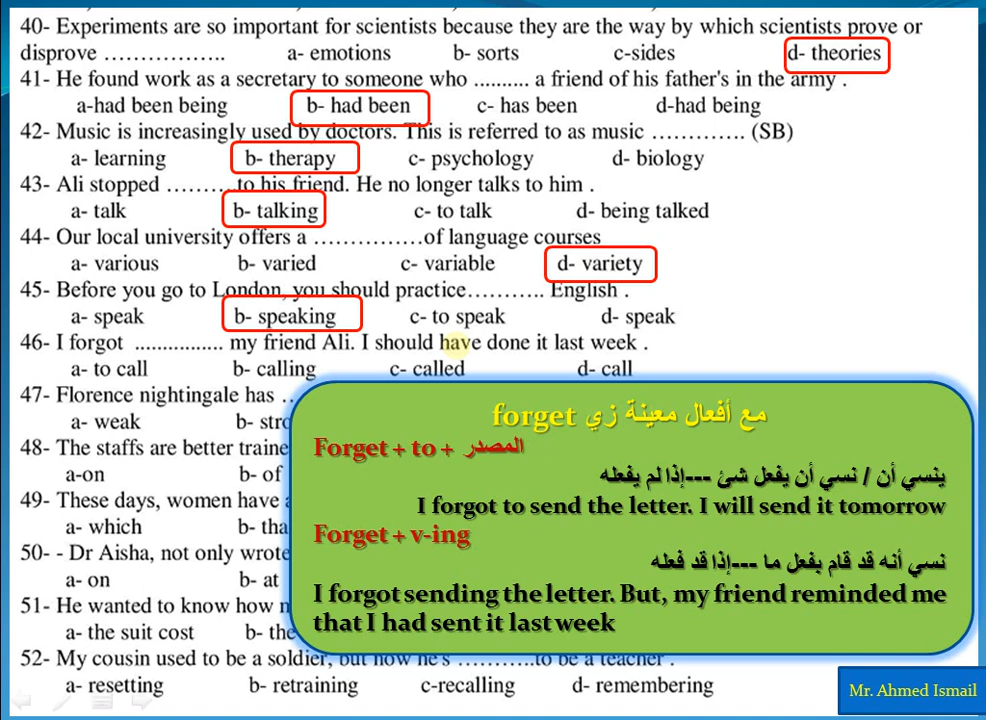 40- Experiments are so important for scientists because they are the way by which scientists prove or
disprove …………….. a- emotions b- sorts c-sides d- theories
41- He found work as a secretary to someone who ………. a friend of his father's in the army .
a-had been being b- had been c- has been d-had being
42- Music is increasingly used by doctors. This is referred to as music …………. (SB)
a- learning b- therapy c- psychology d- biology
43- Ali stopped ……….to his friend. He no longer talks to him .
a- talk b- talking c- to talk d- being talked
44- Our local university offers a ……………of language courses
a- various b- varied c- variable d- variety
45- Before you go to London, you should practice……….. English .
a- speak b- speaking c- to speak d- speak
46- I forgot ............... my friend Ali. I should have done it last week .
a- to call b- calling c- called d- call
47- Florence nightingale has ..
a- weak b- stro
48- The staffs are better traine
a-on b- of
49- These days, women have a
a- which b- tha
50- - Dr Aisha, not only wrote
a- on b- at
51- He wanted to know how n
a- the suit cost b- the
52- My cousin used to be a soldier, but now he's ………..to be a teacher .
a- resetting b- retraining c-recalling d- remembering
مع أفعال معينة زي forget
Forget + to + المصدر
ينسي أن / نسي أن يفعل شئ ---إذا لم يفعله
I forgot to send the letter. I will send it tomorrow
Forget + v-ing
نسي أنه قد قام بفعل ما ---إذا قد فعله
I forgot sending the letter. But, my friend reminded me
that I had sent it last week
Mr. Ahmed Ismail